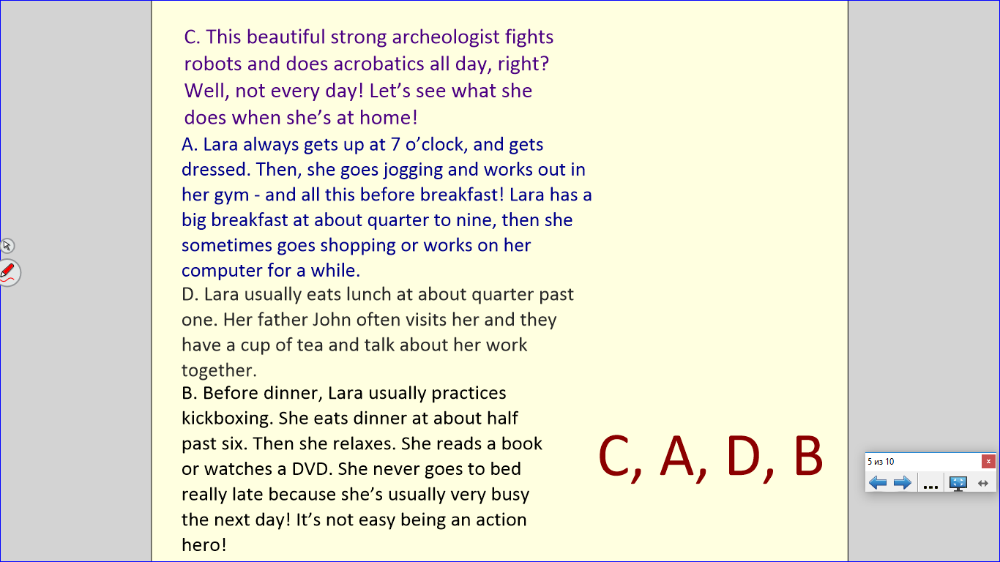 C. This beautiful strong archeologist fights
robots and does acrobatics all day, right?
Well, not every day! Let’s see what she
does when she’s at home!
A. Lara always gets up at 7 o’clock, and gets
dressed. Then, she goes jogging and works out in
her gym - and all this before breakfast! Lara has a
big breakfast at about quarter to nine, then she
sometimes goes shopping or works on her
computer for a while.
D. Lara usually eats lunch at about quarter past
one. Her father John often visits her and they
have a cup of tea and talk about her work
together.
B. Before dinner, Lara usually practices
kickboxing. She eats dinner at about half
past six. Then she relaxes. She reads a book
or watches a DVD. She never goes to bed
really late because she’s usually very busy
the next day! It’s not easy being an action
hero!
C, A, D, B
5 из 10